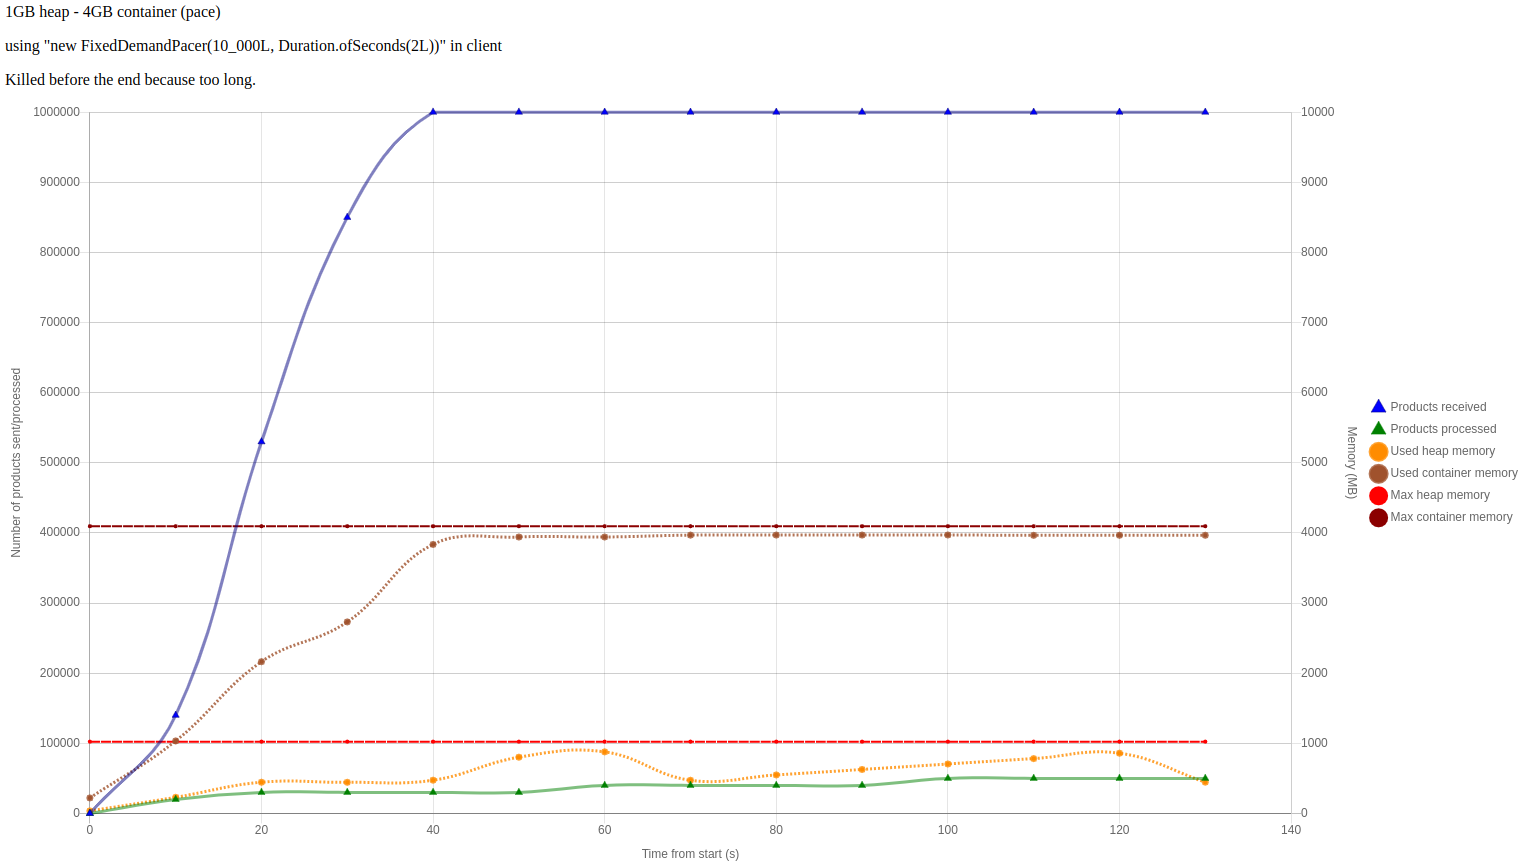 1GB heap - 4GB container (pace)
using "new FixedDemandPacer(10_000L, Duration.ofSeconds(2L))" in client
Killed before the end because too long.
Number of products sent/processed
1000000
900000
800000
700000
600000
500000
400000
300000
200000
100000
0
0
20
40
60
80
100
120
140
Time from start (s)
10000
9000
8000
7000
6000
5000
4000
3000
2000
1000
0
Memory (MB)
Products received
Products processed
Used heap memory
Used container memory
Max heap memory
Max container memory